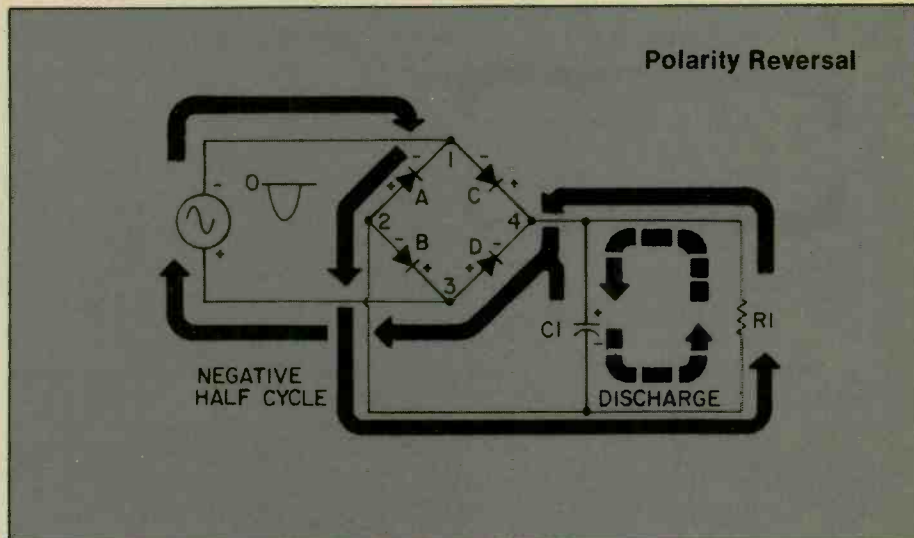 Polarity Reversal
1
- -
O
-
+
+ A
C +
2
4
- B +
+ D -
3
+
-
C1
R1
NEGATIVE
HALF CYCLE
DISCHARGE